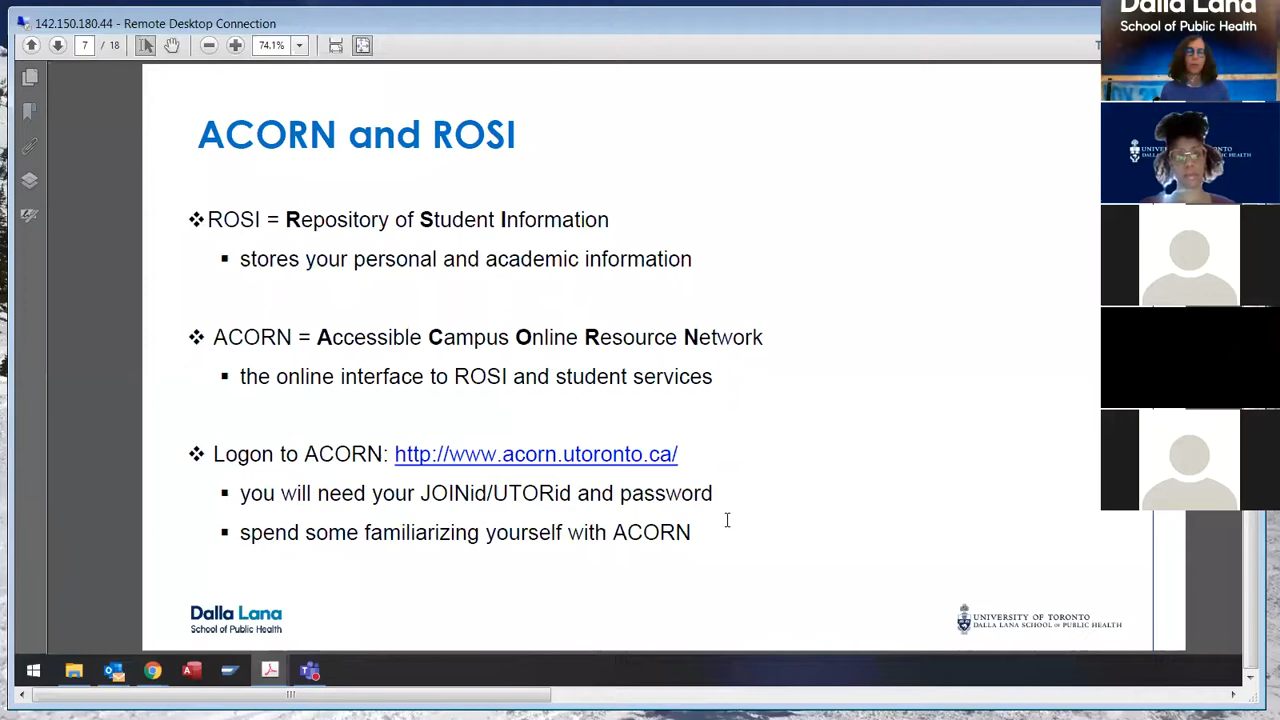 142.150.180.44 - Remote Desktop Connection
7 / 18
74.1%
ACORN and ROSI
❖ROSI = Repository of Student Information
▪ stores your personal and academic information
❖ ACORN = Accessible Campus Online Resource Network
▪ the online interface to ROSI and student services
❖ Logon to ACORN: http://www.acorn.utoronto.ca/
▪ you will need your JOINid/UTORid and password
▪ spend some familiarizing yourself with ACORN
Dalla Lana
School of Public Health
UNIVERSITY OF TORONTO
DALLA LANA SCHOOL OF PUBLIC HEALTH
Dalla Lana
School of Public Health